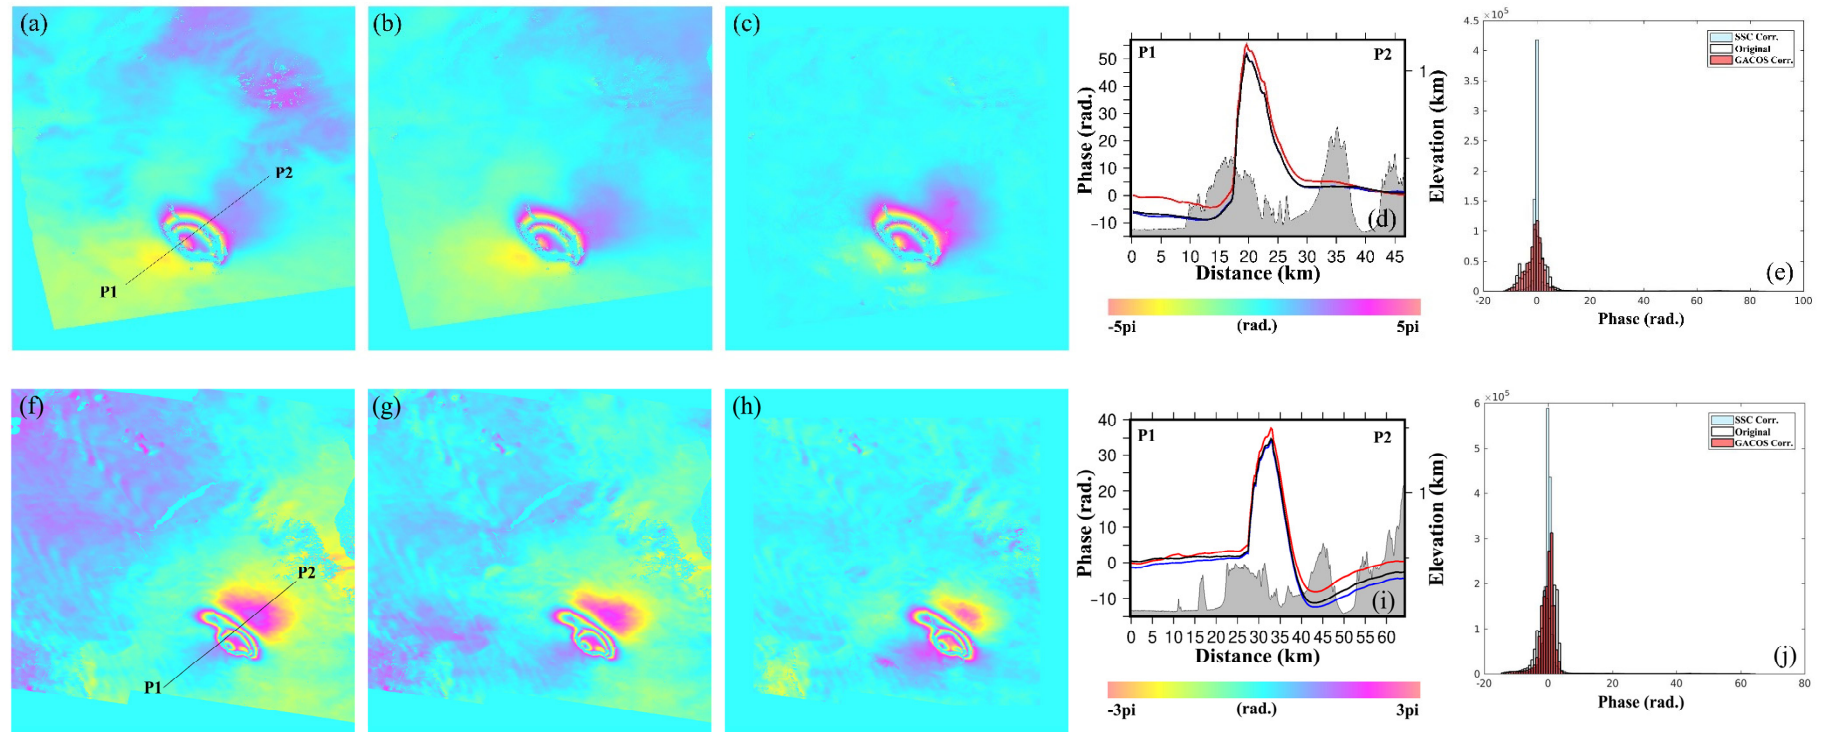 (a)
P2
P1
(b)
(c)
P1
P2
50
40
30
20
10
0
−10
Phase (rad.)
1
Elevation (km)
(d)
0 5 10 15 20 25 30 35 40 45
Distance (km)
-5pi (rad.) 5pi
×10⁵
4.5
4
3.5
3
2.5
2
1.5
1
0.5
0
SSC Corr.
Original
GACOS Corr.
(e)
-20 0 20 40 60 80 100
Phase (rad.)
(f)
P2
P1
(g)
(h)
P1
P2
40
30
20
10
0
−10
Phase (rad.)
1
Elevation (km)
(i)
0 5 10 15 20 25 30 35 40 45 50 55 60
Distance (km)
-3pi (rad.) 3pi
×10⁵
6
5
4
3
2
1
0
SSC Corr.
Original
GACOS Corr.
(j)
-20 0 20 40 60 80
Phase (rad.)